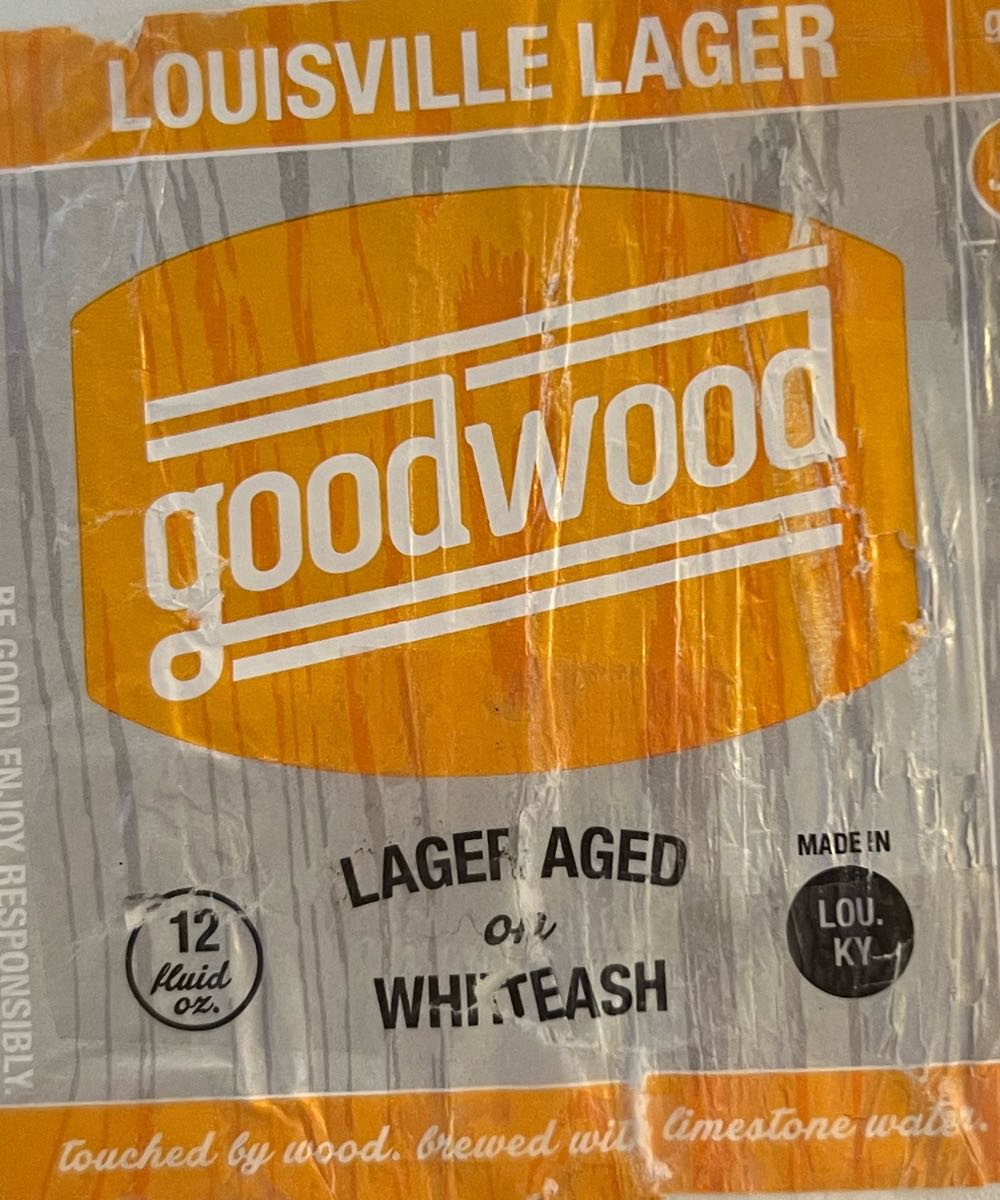 LOUISVILLE LAGER
goodwood
LAGER AGED
on
WHITEASH
12
fluid
oz.
MADE IN
LOU.
KY
BE GOOD. ENJOY RESPONSIBLY.
touched by wood. brewed with limestone water.